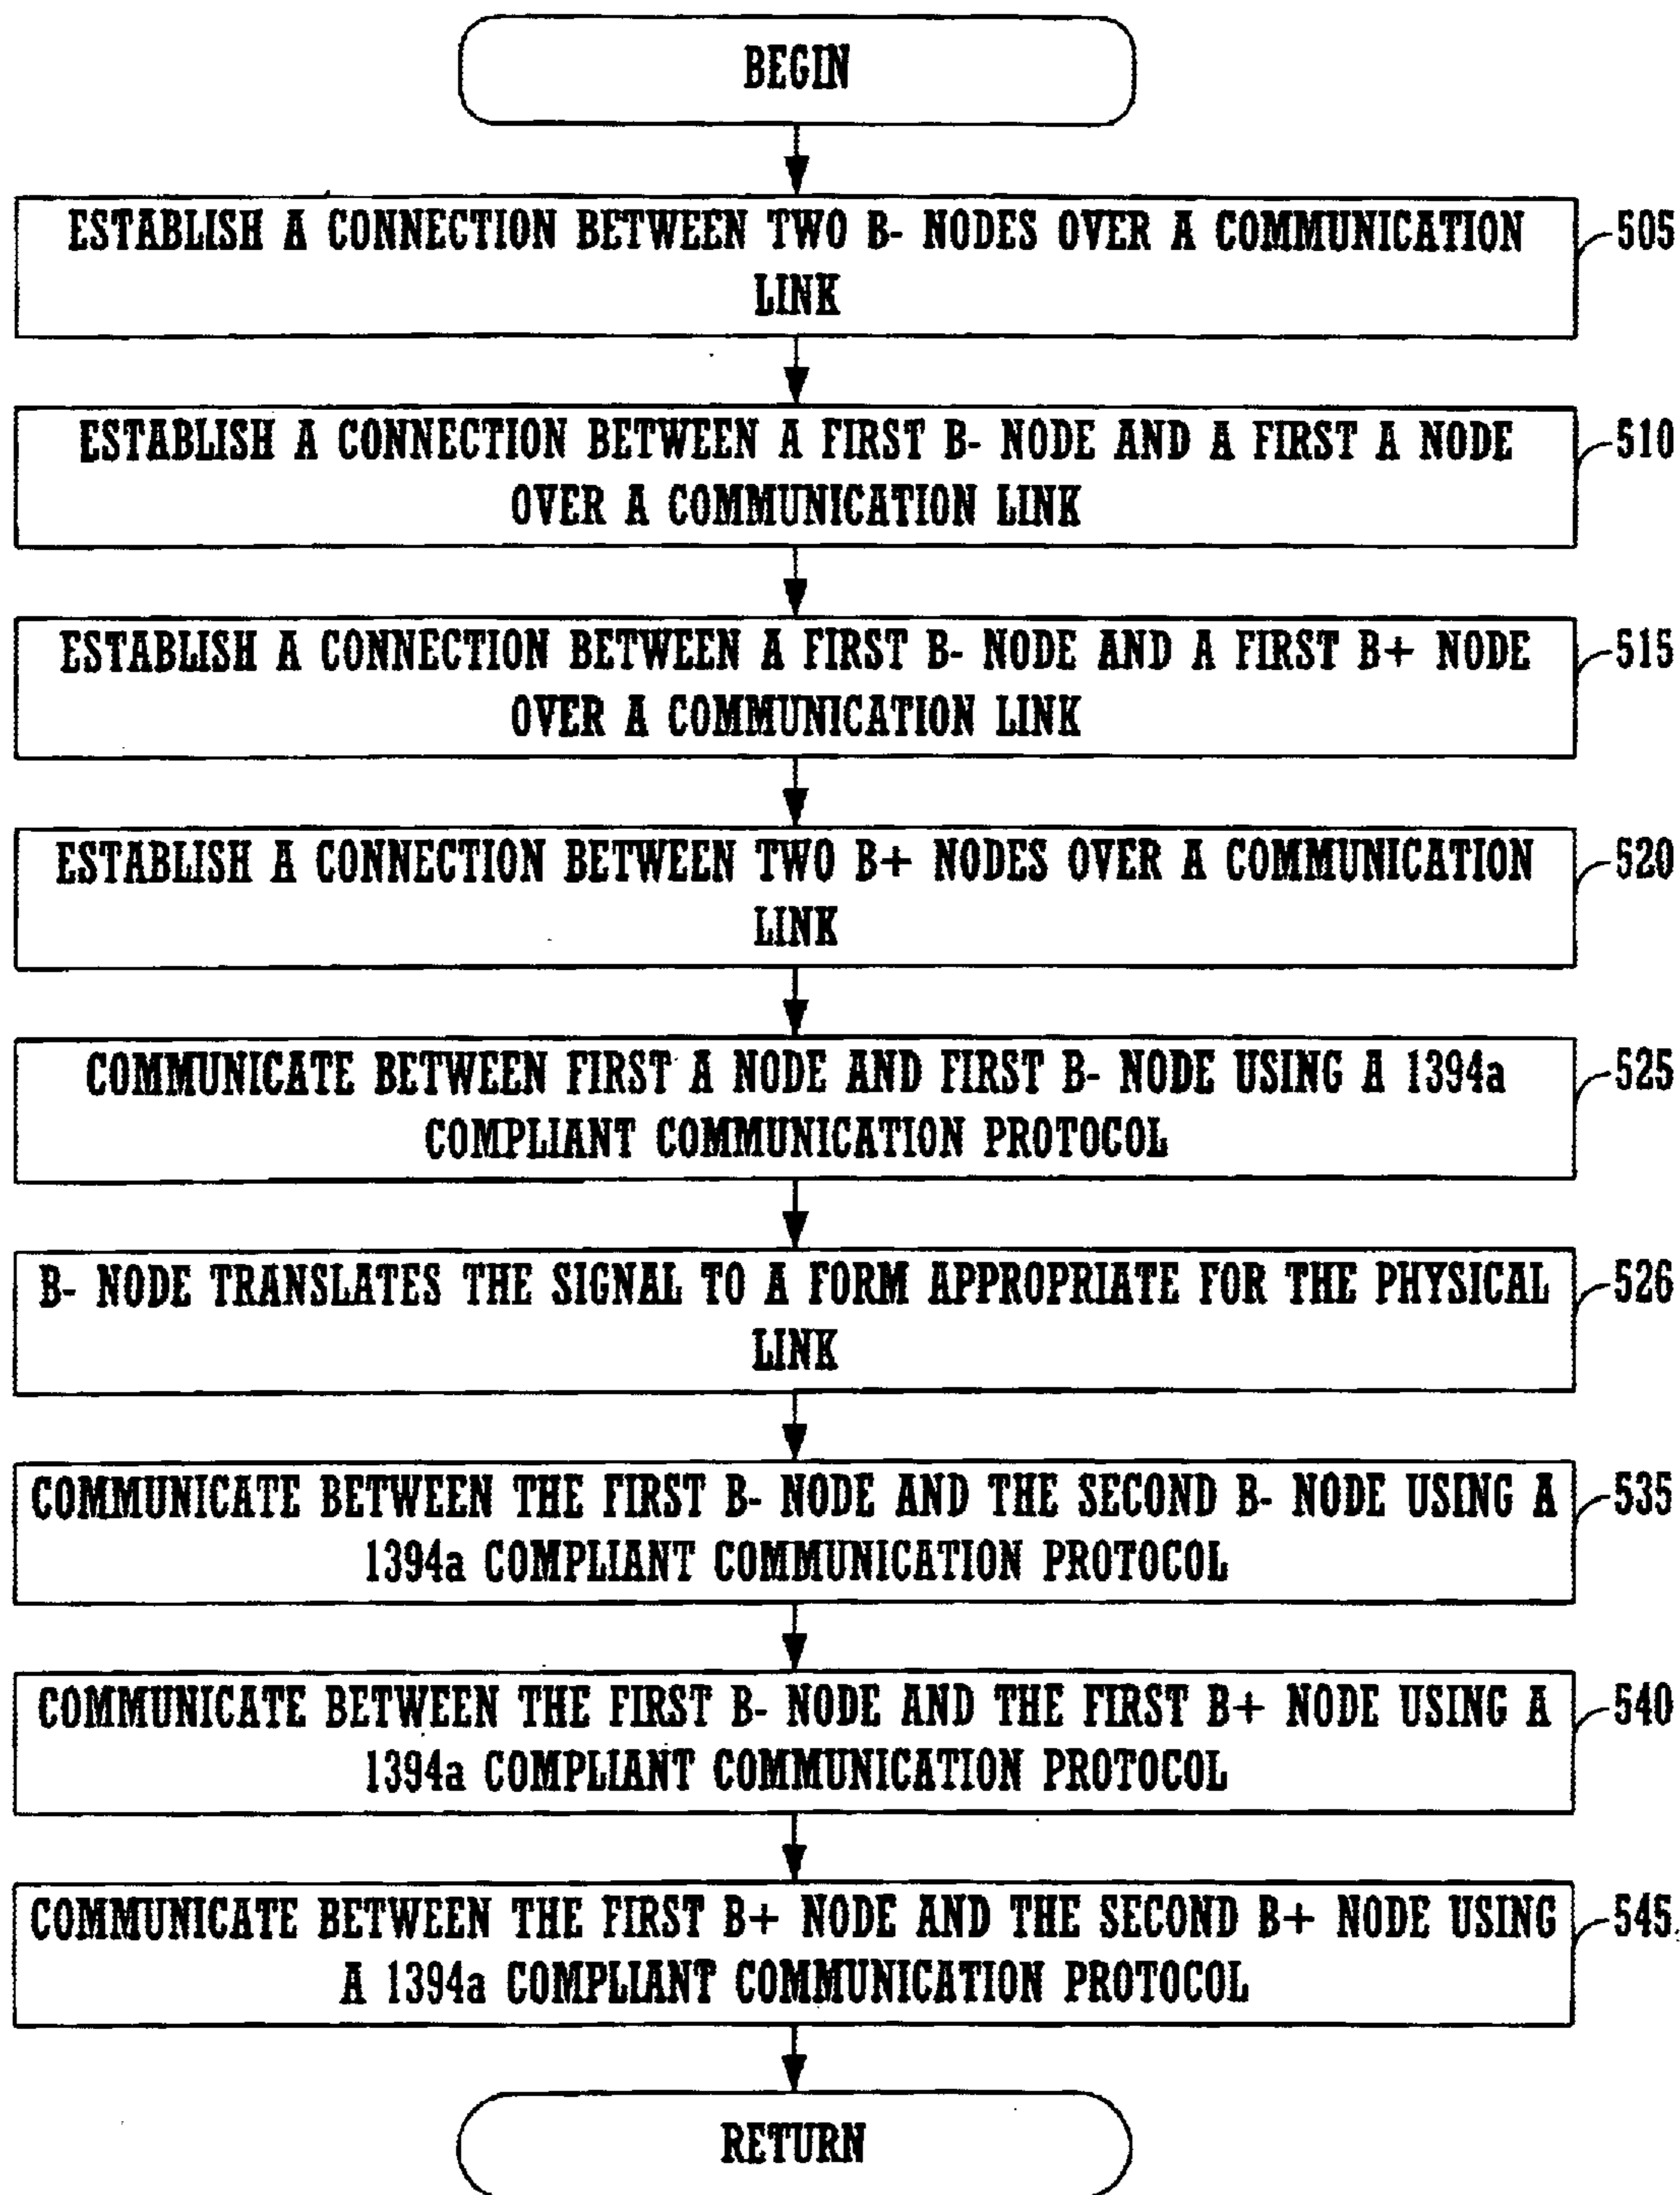 BEGIN
ESTABLISH A CONNECTION BETWEEN TWO B- NODES OVER A COMMUNICATION
LINK
505
ESTABLISH A CONNECTION BETWEEN A FIRST B- NODE AND A FIRST A NODE
OVER A COMMUNICATION LINK
510
ESTABLISH A CONNECTION BETWEEN A FIRST B- NODE AND A FIRST B+ NODE
OVER A COMMUNICATION LINK
515
ESTABLISH A CONNECTION BETWEEN TWO B+ NODES OVER A COMMUNICATION
LINK
520
COMMUNICATE BETWEEN FIRST A NODE AND FIRST B- NODE USING A 1394a
COMPLIANT COMMUNICATION PROTOCOL
525
B- NODE TRANSLATES THE SIGNAL TO A FORM APPROPRIATE FOR THE PHYSICAL
LINK
526
COMMUNICATE BETWEEN THE FIRST B- NODE AND THE SECOND B- NODE USING A
1394a COMPLIANT COMMUNICATION PROTOCOL
535
COMMUNICATE BETWEEN THE FIRST B- NODE AND THE FIRST B+ NODE USING A
1394a COMPLIANT COMMUNICATION PROTOCOL
540
COMMUNICATE BETWEEN THE FIRST B+ NODE AND THE SECOND B+ NODE USING
A 1394a COMPLIANT COMMUNICATION PROTOCOL
545
RETURN